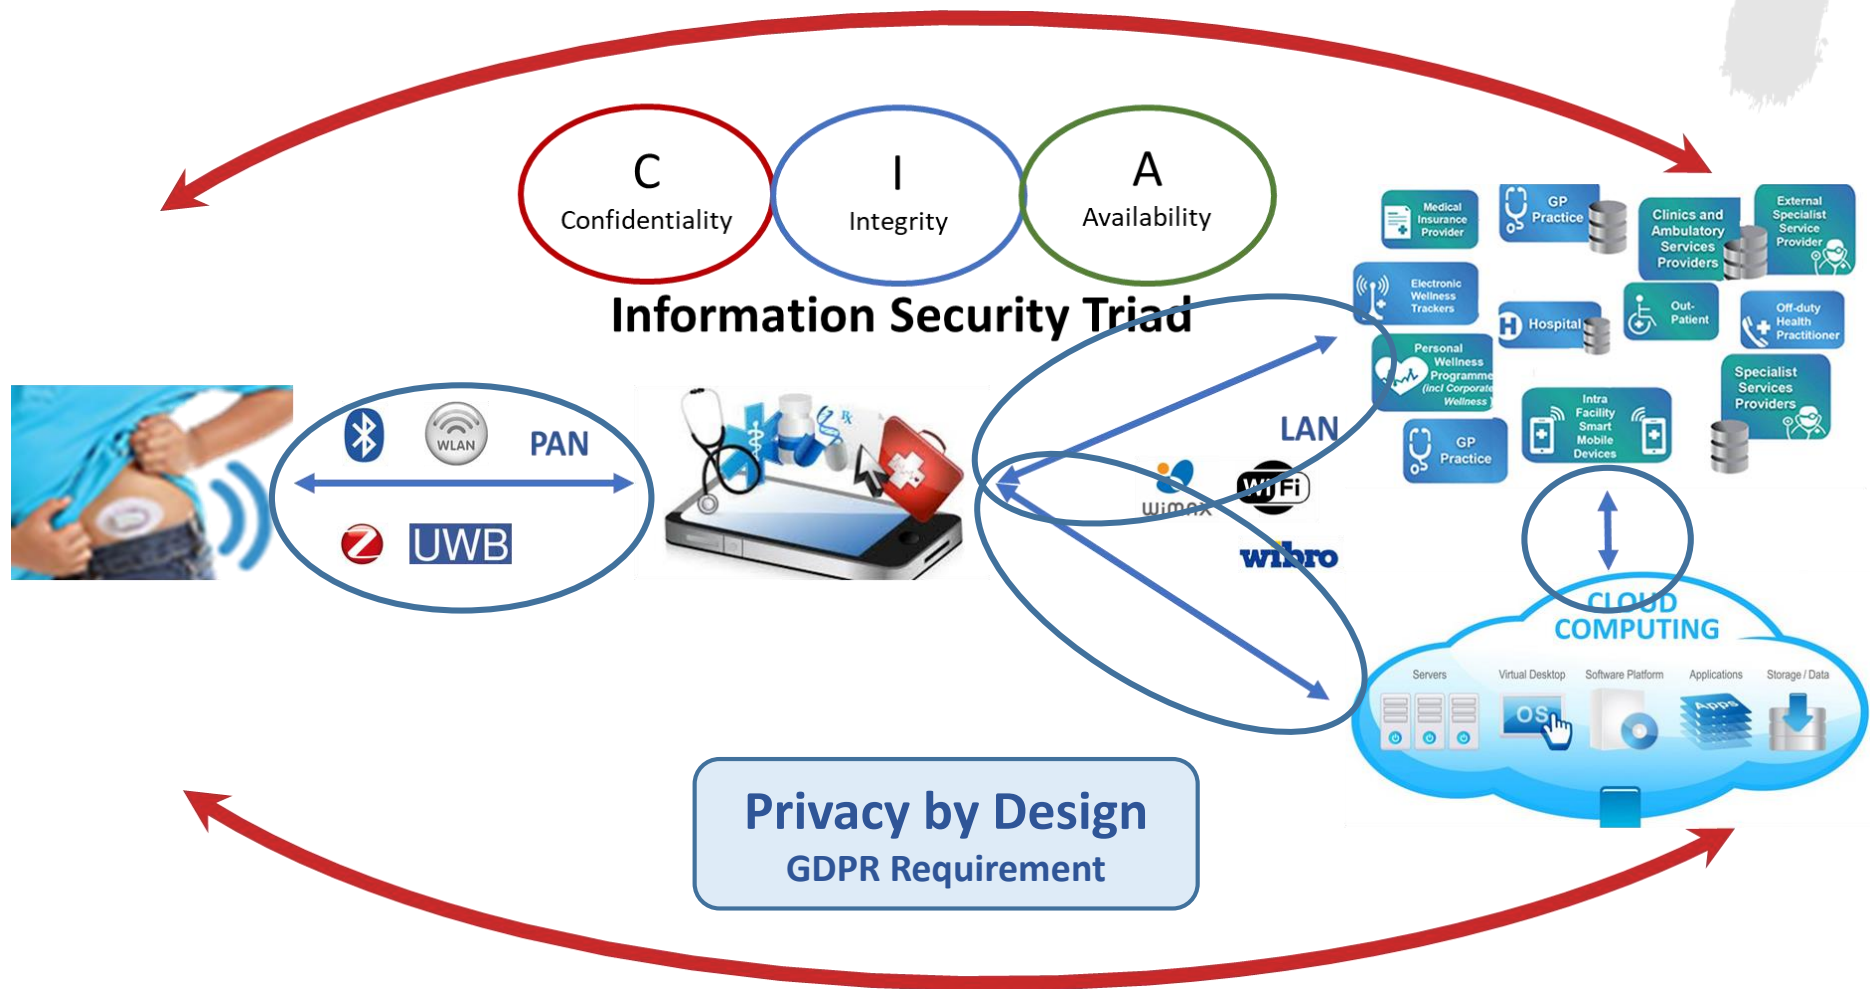 C
Confidentiality
I
Integrity
A
Availability
Information Security Triad
Medical
Insurance
Provider
GP
Practice
Clinics and
Ambulatory
Services
Providers
External
Specialist
Service
Provider
Electronic
Wellness
Trackers
H Hospital
Out-
Patient
Off-duty
Health
Practitioner
Personal
Wellness
Programme
(incl Corporate
Wellness
Specialist
Services
Providers
GP
Practice
Intra
Facility
Smart
Mobile
Devices
WLAN
PAN
UWB
Z
Rx
LAN
WiMAX
Wi Fi
wibro
CLOUD
COMPUTING
Servers
Virtual Desktop
Software Platform
Applications
Storage / Data
OS
Apps
Privacy by Design
GDPR Requirement